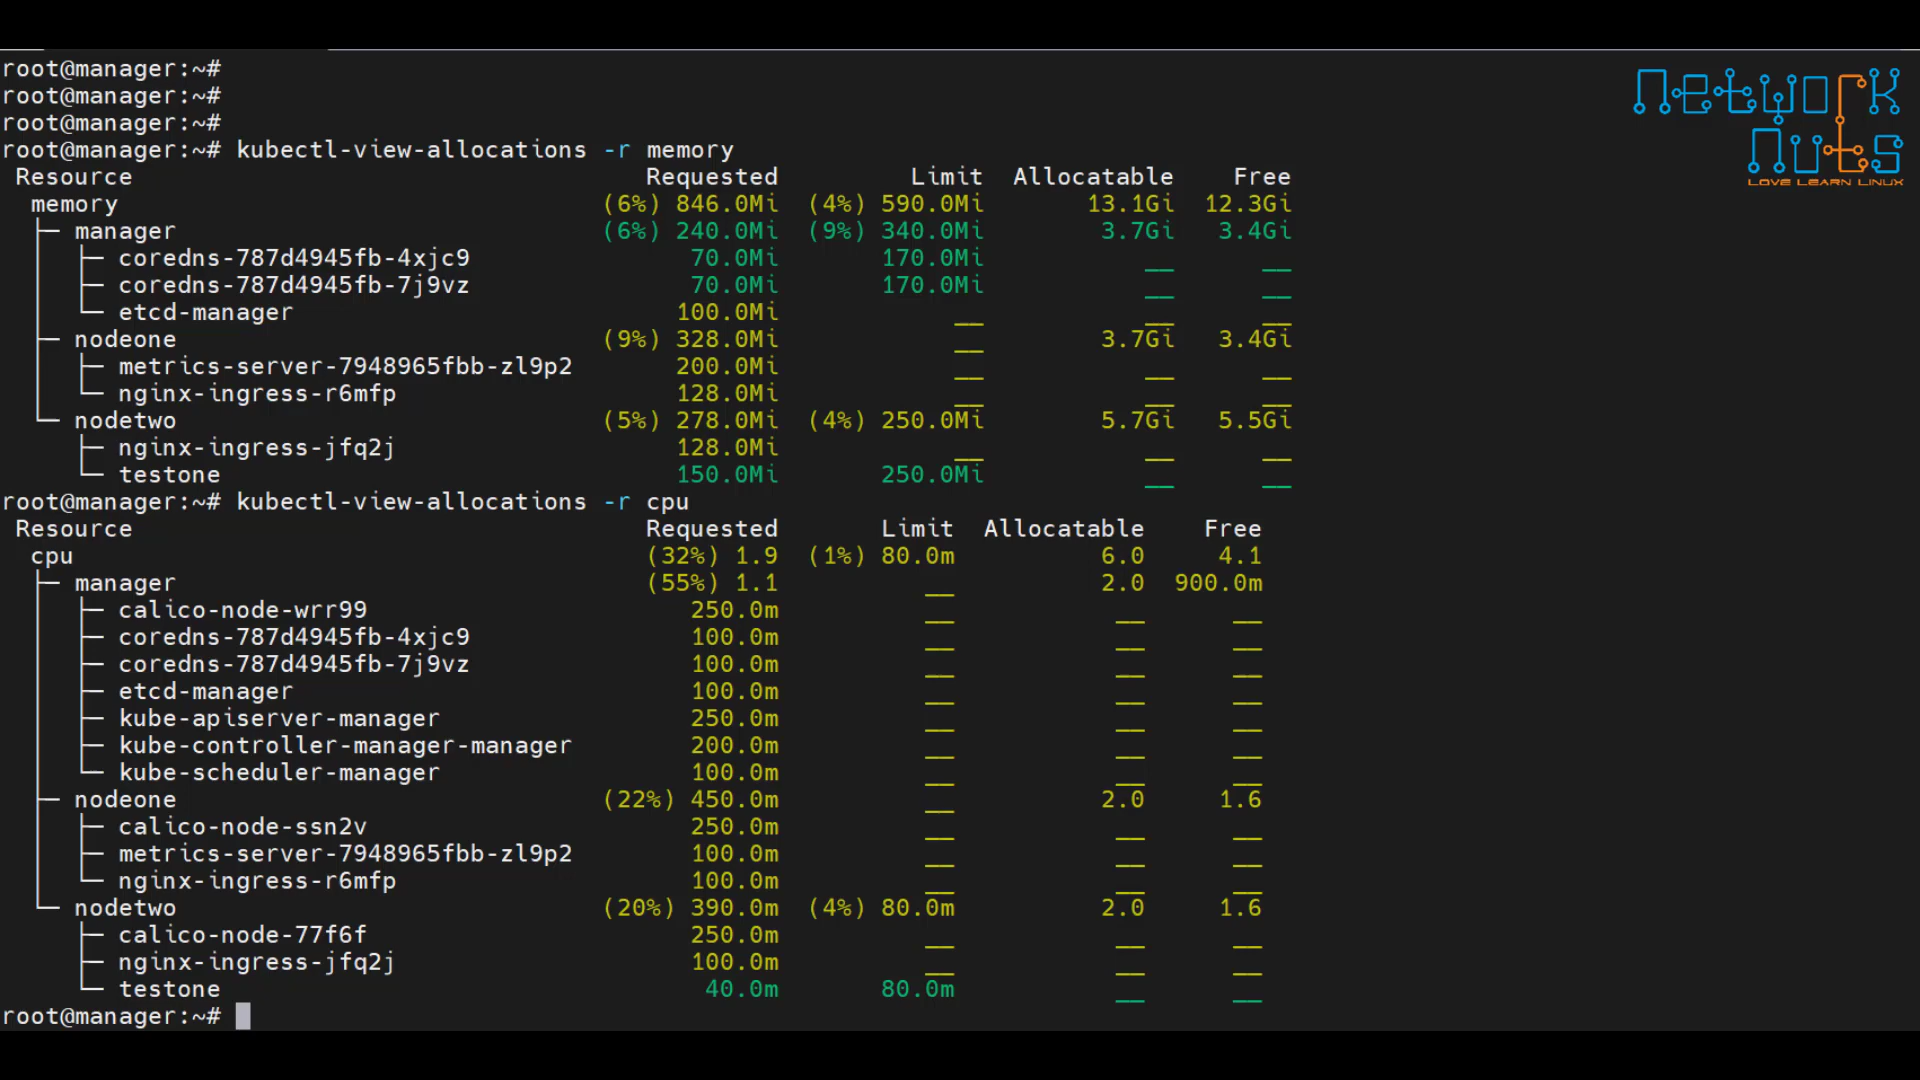 root@manager:~#
root@manager:~#
root@manager:~#
root@manager:~# kubectl-view-allocations -r memory
Resource Requested Limit Allocatable Free
memory (6%) 846.0Mi (4%) 590.0Mi 13.1Gi 12.3Gi
├─ manager (6%) 240.0Mi (9%) 340.0Mi 3.7Gi 3.4Gi
│ ├─ coredns-787d4945fb-4xjc9 70.0Mi 170.0Mi __ __
│ ├─ coredns-787d4945fb-7j9vz 70.0Mi 170.0Mi __ __
│ └─ etcd-manager 100.0Mi __ __ __
├─ nodeone (9%) 328.0Mi __ 3.7Gi 3.4Gi
│ ├─ metrics-server-7948965fbb-zl9p2 200.0Mi __ __ __
│ └─ nginx-ingress-r6mfp 128.0Mi __ __ __
└─ nodetwo (5%) 278.0Mi (4%) 250.0Mi 5.7Gi 5.5Gi
├─ nginx-ingress-jfq2j 128.0Mi __ __ __
└─ testone 150.0Mi 250.0Mi __ __
root@manager:~# kubectl-view-allocations -r cpu
Resource Requested Limit Allocatable Free
cpu (32%) 1.9 (1%) 80.0m 6.0 4.1
├─ manager (55%) 1.1 __ 2.0 900.0m
│ ├─ calico-node-wrr99 250.0m __ __ __
│ ├─ coredns-787d4945fb-4xjc9 100.0m __ __ __
│ ├─ coredns-787d4945fb-7j9vz 100.0m __ __ __
│ ├─ etcd-manager 100.0m __ __ __
│ ├─ kube-apiserver-manager 250.0m __ __ __
│ ├─ kube-controller-manager-manager 200.0m __ __ __
│ └─ kube-scheduler-manager 100.0m __ __ __
├─ nodeone (22%) 450.0m __ 2.0 1.6
│ ├─ calico-node-ssn2v 250.0m __ __ __
│ ├─ metrics-server-7948965fbb-zl9p2 100.0m __ __ __
│ └─ nginx-ingress-r6mfp 100.0m __ __ __
└─ nodetwo (20%) 390.0m (4%) 80.0m 2.0 1.6
├─ calico-node-77f6f 250.0m __ __ __
├─ nginx-ingress-jfq2j 100.0m __ __ __
└─ testone 40.0m 80.0m __ __
root@manager:~#
Network
Nuts
LOVE LEARN LINUX